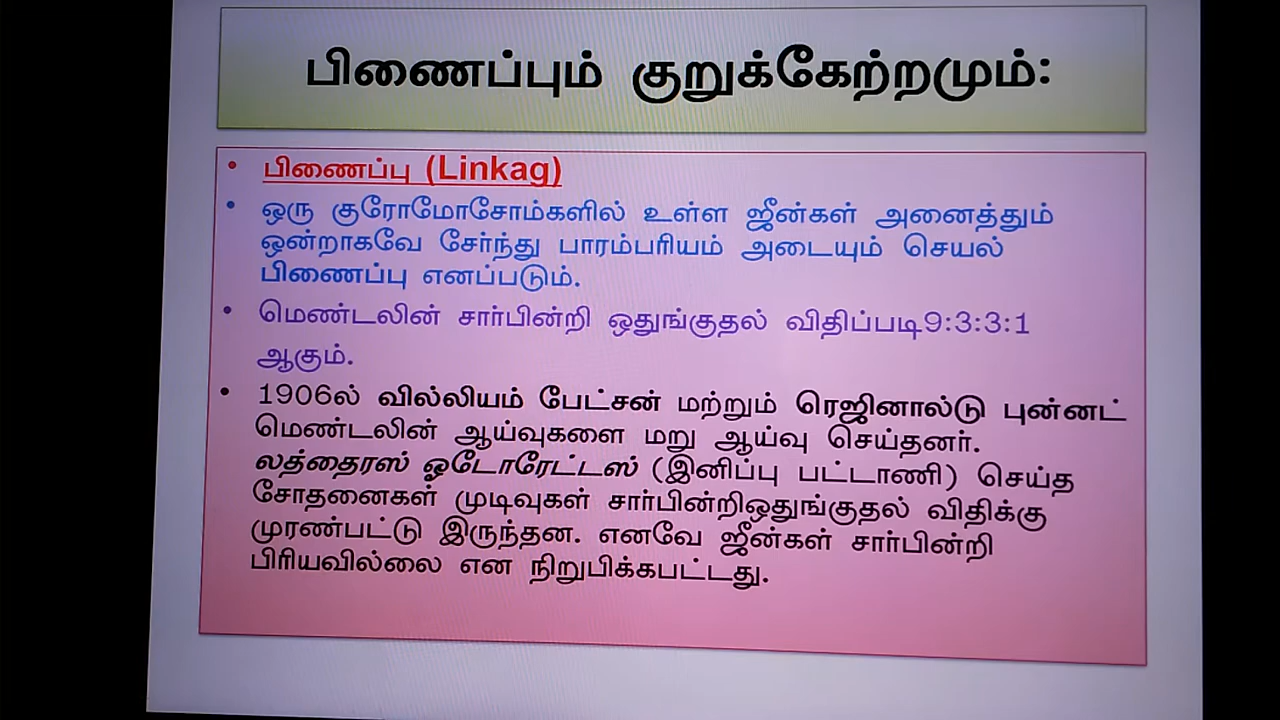 பிணைப்பும் குறுக்கேற்றமும்:
• பிணைப்பு (Linkag)
• ஒரு குரோமோசோம்களில் உள்ள ஜீன்கள் அனைத்தும்
ஒன்றாகவே சேர்ந்து பாரம்பரியம் அடையும் செயல்
பிணைப்பு எனப்படும்.
• மெண்டலின் சார்பின்றி ஒதுங்குதல் விதிப்படி9:3:3:1
ஆகும்.
• 1906ல் வில்லியம் பேட்சன் மற்றும் ரெஜினால்டு புன்னட்
மெண்டலின் ஆய்வுகளை மறு ஆய்வு செய்தனர்.
லத்தைரஸ் ஓடோரேட்டஸ் (இனிப்பு பட்டாணி) செய்த
சோதனைகள் முடிவுகள் சார்பின்றிஒதுங்குதல் விதிக்கு
முரண்பட்டு இருந்தன. எனவே ஜீன்கள் சார்பின்றி
பிரியவில்லை என நிறுபிக்கபட்டது.